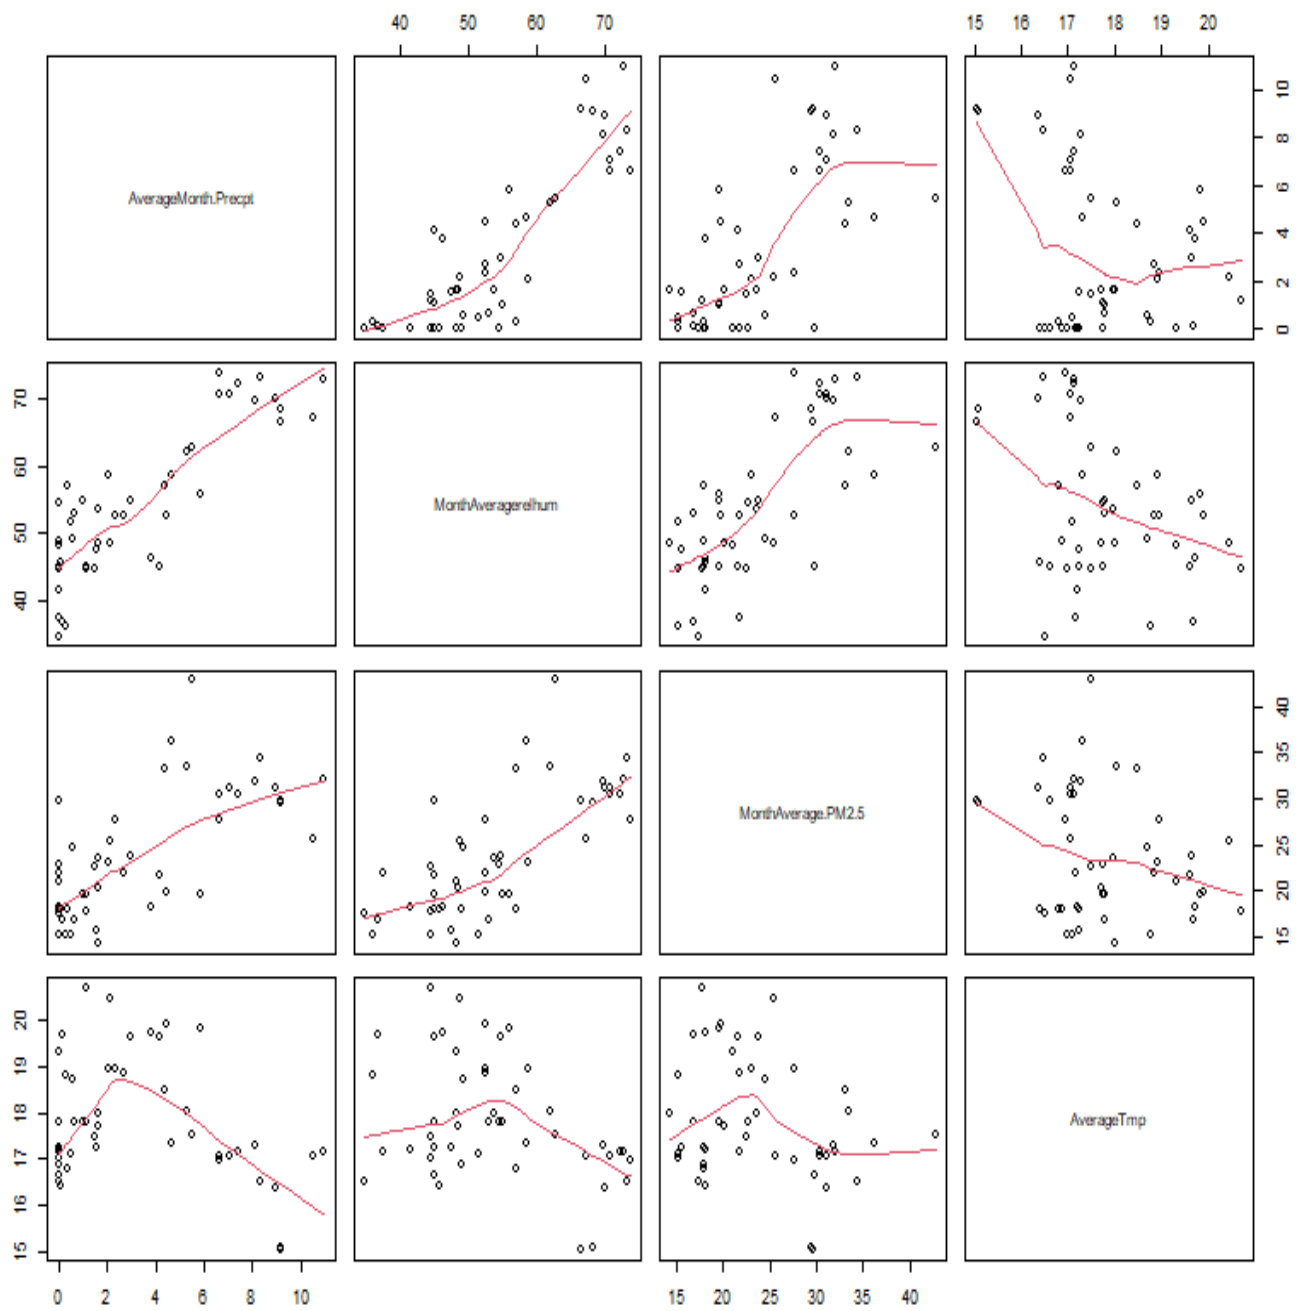 40 50 60 70 15 16 17 18 19 20
AverageMonth.Precpt
0 2 4 6 8 10
40 50 60 70
MonthAveragerelhum
MonthAverage.PM2.5
15 20 25 30 35 40
15 16 17 18 19 20
AverageTmp
0 2 4 6 8 10 15 20 25 30 35 40